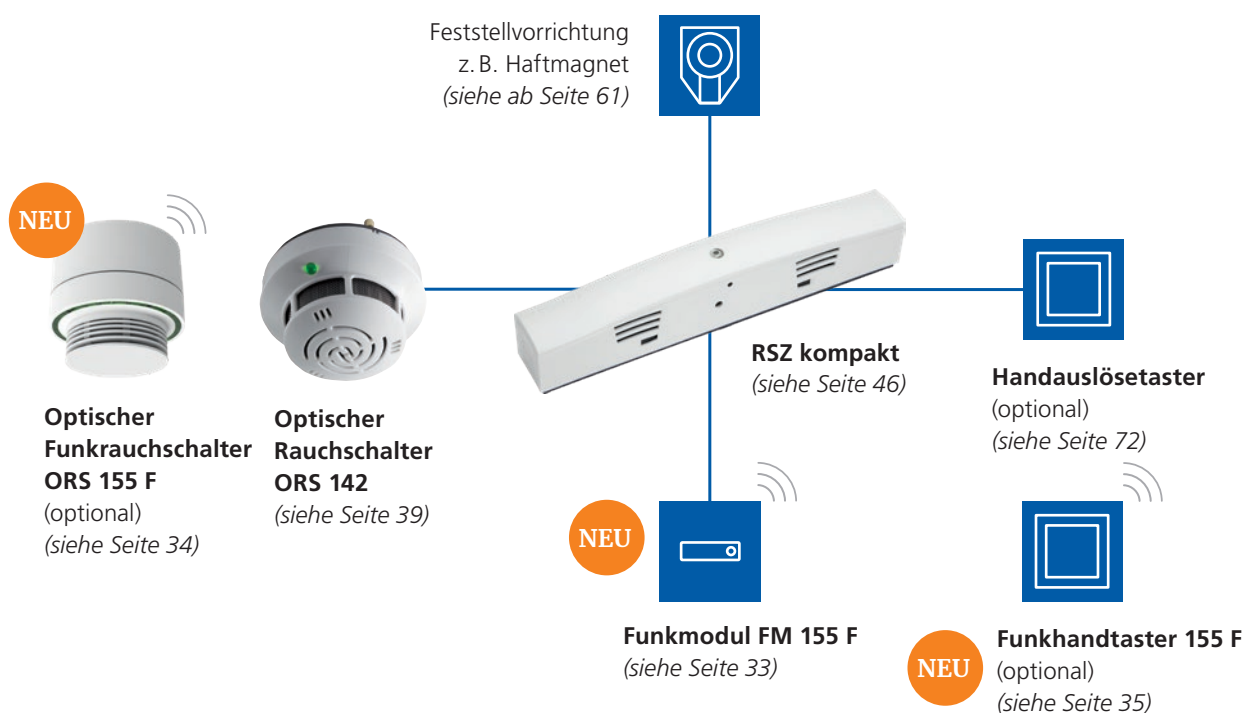 Feststellvorrichtung
z. B. Haftmagnet
(siehe ab Seite 61)
NEU
Optischer
Funkrauchschalter
ORS 155 F
(optional)
(siehe Seite 34)
Optischer
Rauchschalter
ORS 142
(siehe Seite 39)
RSZ kompakt
(siehe Seite 46)
Handauslösetaster
(optional)
(siehe Seite 72)
NEU
Funkmodul FM 155 F
(siehe Seite 33)
NEU
Funkhandtaster 155 F
(optional)
(siehe Seite 35)